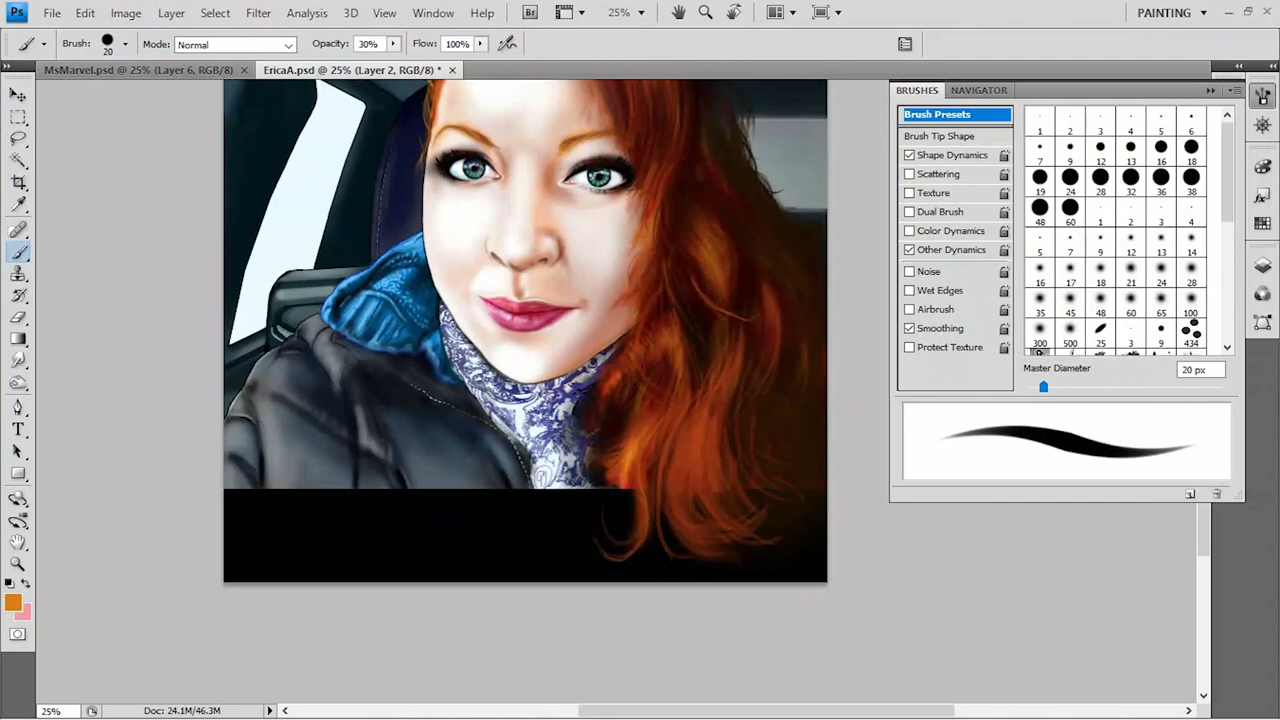 Ps File Edit Image Layer Select Filter Analysis 3D View Window Help Br 25% PAINTING
Brush: 20 Mode: Normal Opacity: 30% Flow: 100%
MsMarvel.psd @ 25% (Layer 6, RGB/8) EricaA.psd @ 25% (Layer 2, RGB/8) *
BRUSHES NAVIGATOR
Brush Presets
Brush Tip Shape
Shape Dynamics
Scattering
Texture
Dual Brush
Color Dynamics
Other Dynamics
Noise
Wet Edges
Airbrush
Smoothing
Protect Texture
1 2 3 4 5 6
7 9 12 13 16 18
19 24 28 32 36 38
48 60 1 2 3 4
5 6 9 12 13 14
16 17 18 21 24 28
35 45 48 60 65 100
300 500 25 3 9 434
Master Diameter 20 px
T
25% Doc: 24.1M/46.3M